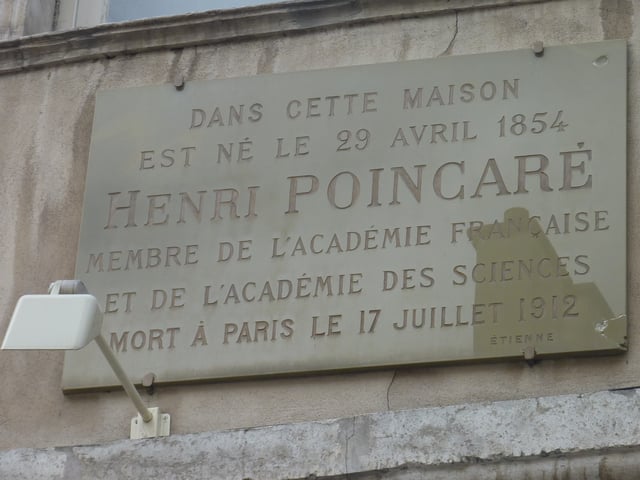 DANS CETTE MAISON
EST NÉ LE 29 AVRIL 1854
HENRI POINCARÉ
MEMBRE DE L'ACADÉMIE FRANÇAISE
ET DE L'ACADÉMIE DES SCIENCES
MORT À PARIS LE 17 JUILLET 1912
ÉTIENNE